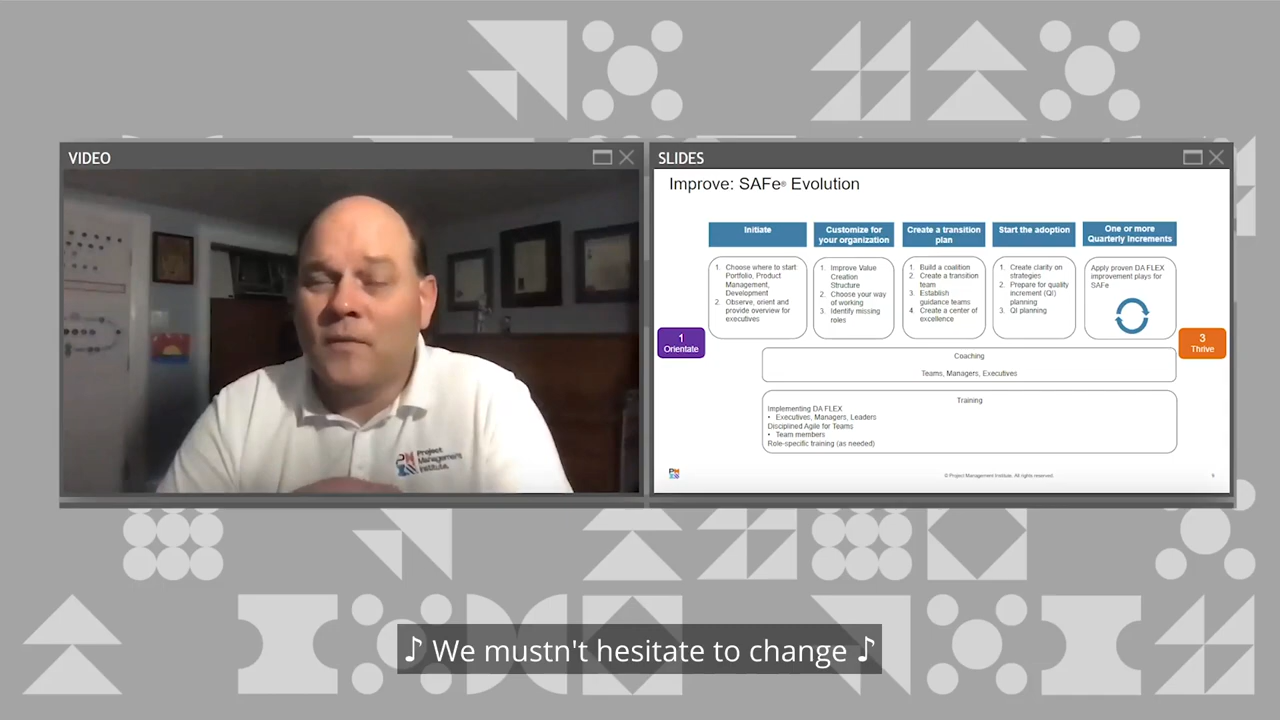 VIDEO
SLIDES
Improve: SAFe® Evolution
Initiate
Customize for
your organization
Create a transition
plan
Start the adoption
One or more
Quarterly Increments
1. Choose where to start
Portfolio, Product
Management,
Development
2. Observe, orient and
provide overview for
executives
1. Improve Value
Creation
Structure
2. Choose your way
of working
3. Identify missing
roles
1. Build a coalition
2. Create a transition
team
3. Establish
guidance teams
4. Create a center of
excellence
1. Create clarity on
strategies
2. Prepare for quality
increment (QI)
planning
3. QI planning
Apply proven DA FLEX
improvement plays for
SAFe
1
Orientate
3
Thrive
Coaching
Teams, Managers, Executives
Training
Implementing DA FLEX
• Executives, Managers, Leaders
Disciplined Agile for Teams
• Team members
Role-specific training (as needed)
© Project Management Institute. All rights reserved.
Project
Management
Institute.
♪ We mustn't hesitate to change ♪